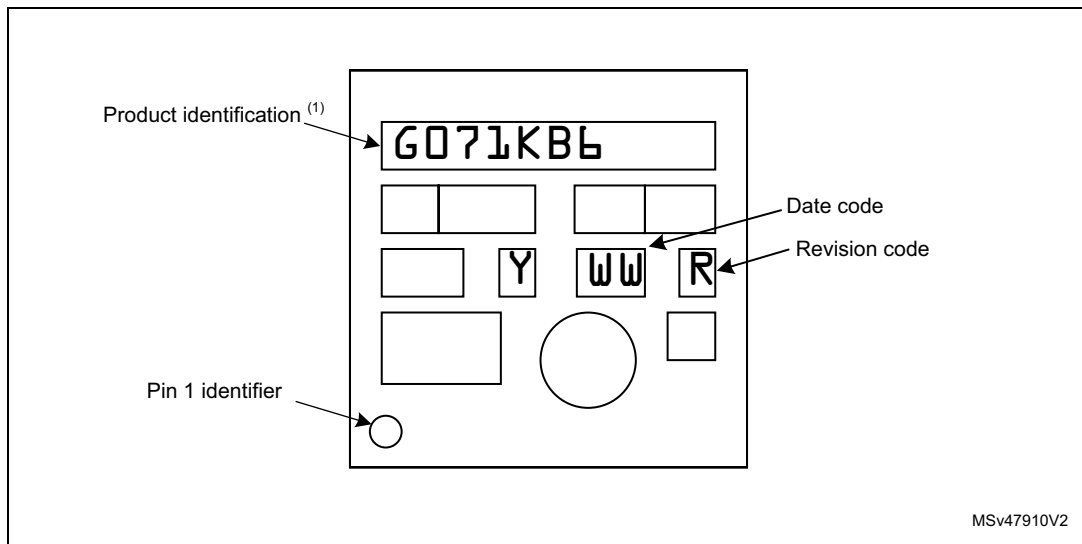 Product identification (1)
G071KB6
Date code
Revision code
Y WW R
Pin 1 identifier
MSv47910V2